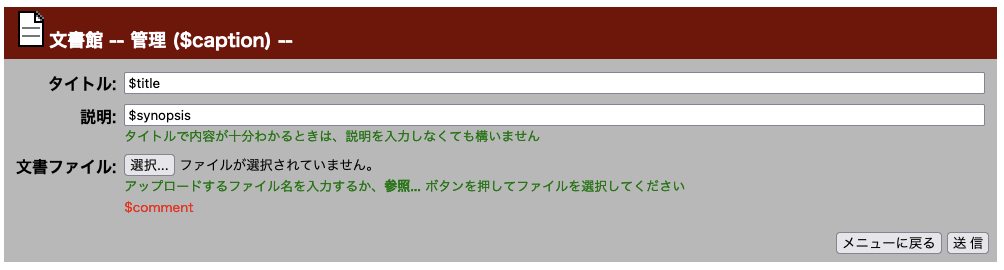 文書館 -- 管理 ($caption) --
タイトル: $title
説明: $synopsis
タイトルで内容が十分わかるときは、説明を入力しなくても構いません
文書ファイル: 選択... ファイルが選択されていません。
アップロードするファイル名を入力するか、参照... ボタンを押してファイルを選択してください
$comment
メニューに戻る 送 信